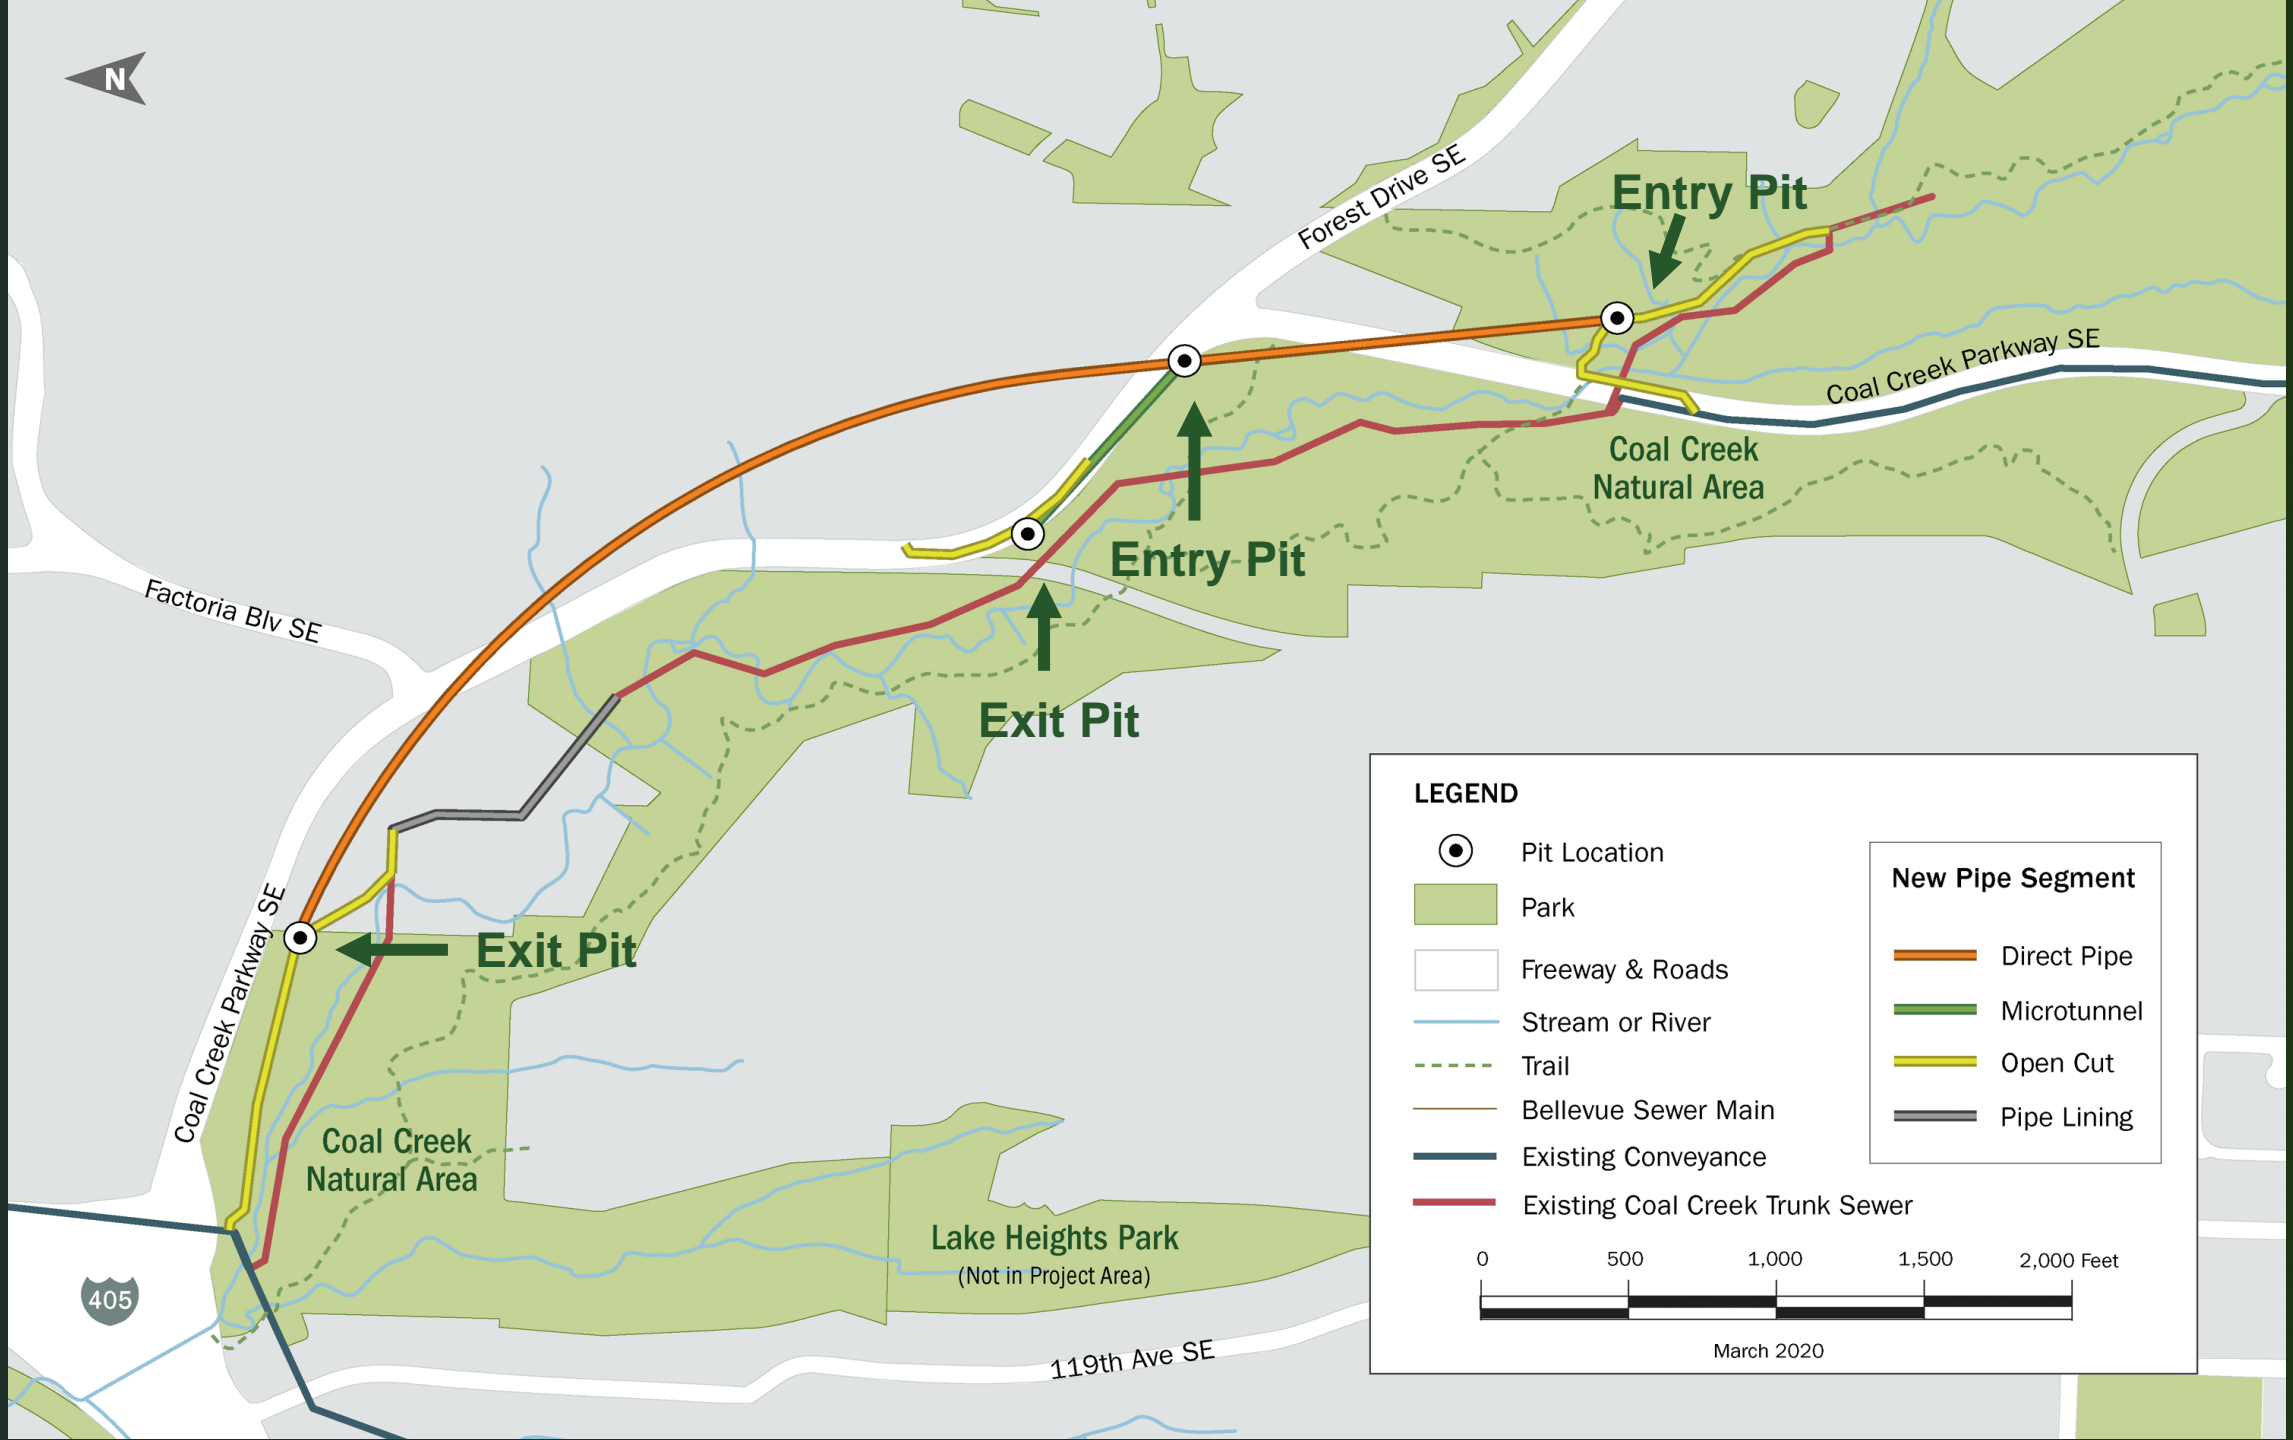 N
Forest Drive SE
Entry Pit
Coal Creek Parkway SE
Coal Creek
Natural Area
Entry Pit
Factoria Blv SE
Exit Pit
Exit Pit
Coal Creek Parkway SE
Coal Creek
Natural Area
Lake Heights Park
(Not in Project Area)
405
119th Ave SE
LEGEND
Pit Location
Park
Freeway & Roads
Stream or River
Trail
Bellevue Sewer Main
Existing Conveyance
Existing Coal Creek Trunk Sewer
New Pipe Segment
Direct Pipe
Microtunnel
Open Cut
Pipe Lining
0 500 1,000 1,500 2,000 Feet
March 2020